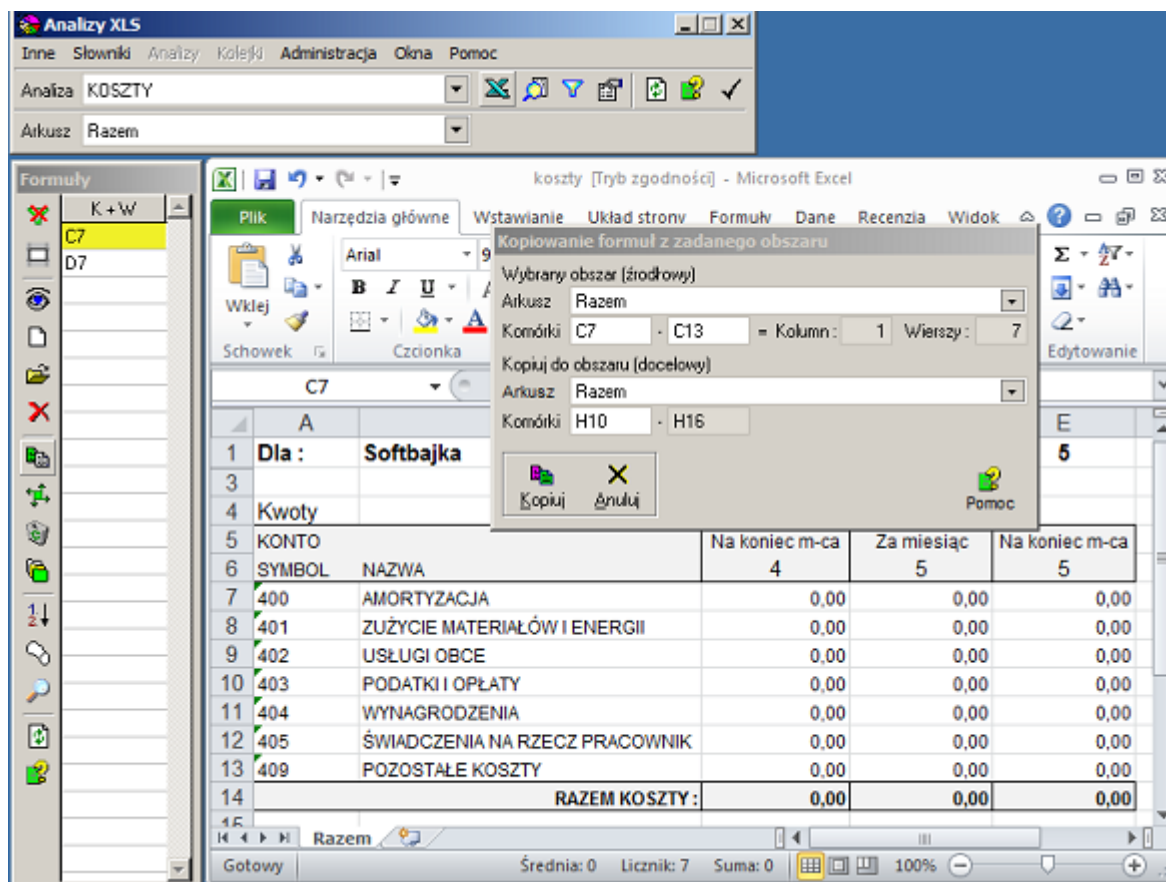 Analizy XLS
Inne Słowniki Analizy Kolejki Administracja Okna Pomoc
Analiza KOSZTY
Arkusz Razem
Formuły
K+W
C7
D7
koszty [Tryb zgodności] - Microsoft Excel
Plik Narzędzia główne Wstawianie Układ strony Formuły Dane Recenzja Widok
Wklej
Schowek
Arial
B I U
Czcionka
Edytowanie
Kopiowanie formuł z zadanego obszaru
Wybrany obszar (źrodłowy)
Arkusz Razem
Komórki C7 - C13 = Kolumn : 1 Wierszy : 7
Kopiuj do obszaru (docelowy)
Arkusz Razem
Komórki H10 - H16
Kopiuj Anuluj Pomoc
C7
A E
1 Dla : Softbajka 5
3
4 Kwoty
5 KONTO Na koniec m-ca Za miesiąc Na koniec m-ca
6 SYMBOL NAZWA 4 5 5
7 400 AMORTYZACJA 0,00 0,00 0,00
8 401 ZUŻYCIE MATERIAŁÓW I ENERGII 0,00 0,00 0,00
9 402 USŁUGI OBCE 0,00 0,00 0,00
10 403 PODATKI I OPŁATY 0,00 0,00 0,00
11 404 WYNAGRODZENIA 0,00 0,00 0,00
12 405 ŚWIADCZENIA NA RZECZ PRACOWNIK 0,00 0,00 0,00
13 409 POZOSTAŁE KOSZTY 0,00 0,00 0,00
14 RAZEM KOSZTY : 0,00 0,00 0,00
15
Razem
Gotowy Średnia: 0 Licznik: 7 Suma: 0 100%